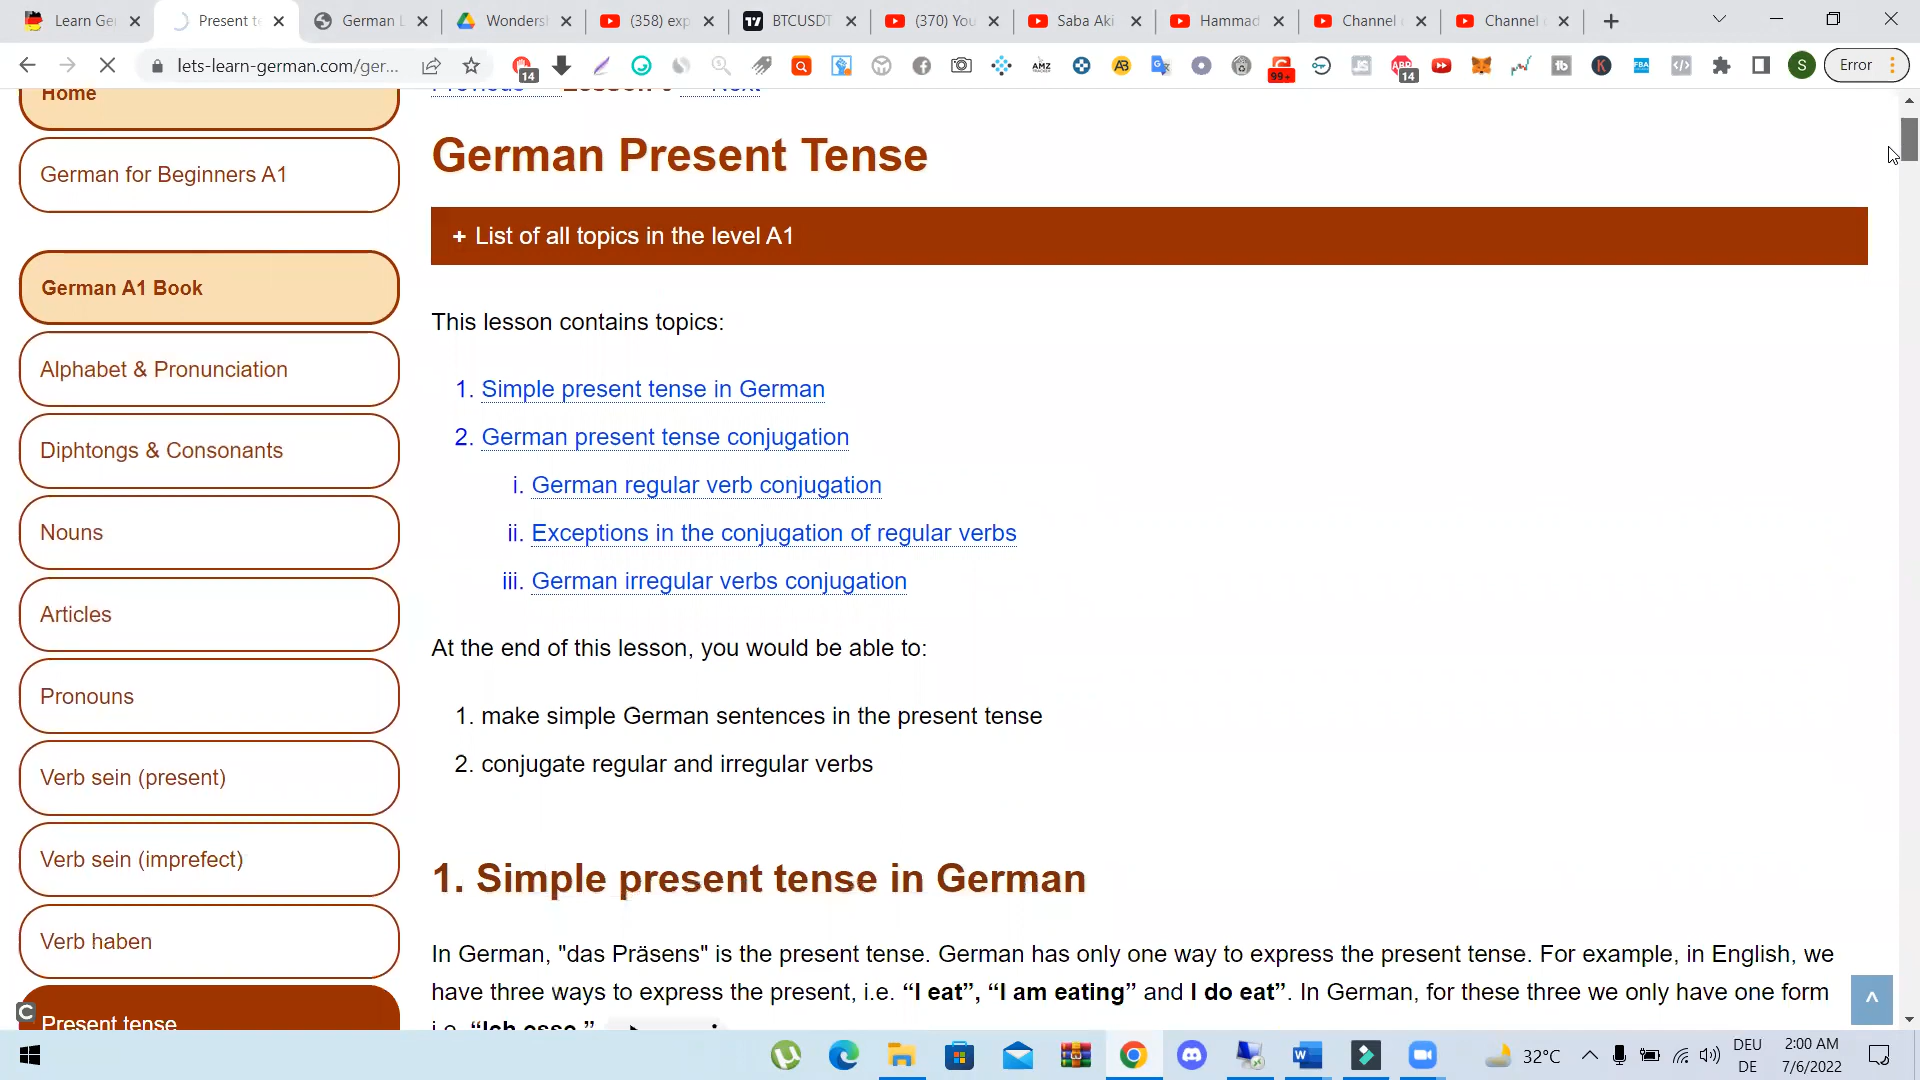 Learn Ge
Present t
German L
Wondersh
(358) exp
BTCUSDT
(370) You
Saba Aki
Hammad
Channel
Channel
lets-learn-german.com/ger...
14
99+
14
S
Error
Home
German for Beginners A1
German A1 Book
Alphabet & Pronunciation
Diphtongs & Consonants
Nouns
Articles
Pronouns
Verb sein (present)
Verb sein (imprefect)
Verb haben
Present tense
German Present Tense
+ List of all topics in the level A1
This lesson contains topics:
1. Simple present tense in German
2. German present tense conjugation
i. German regular verb conjugation
ii. Exceptions in the conjugation of regular verbs
iii. German irregular verbs conjugation
At the end of this lesson, you would be able to:
1. make simple German sentences in the present tense
2. conjugate regular and irregular verbs
1. Simple present tense in German
In German, "das Präsens" is the present tense. German has only one way to express the present tense. For example, in English, we
have three ways to express the present, i.e. “I eat”, “I am eating” and I do eat”. In German, for these three we only have one form
i.e. “Ich esse.”
32°C
DEU
DE
2:00 AM
7/6/2022